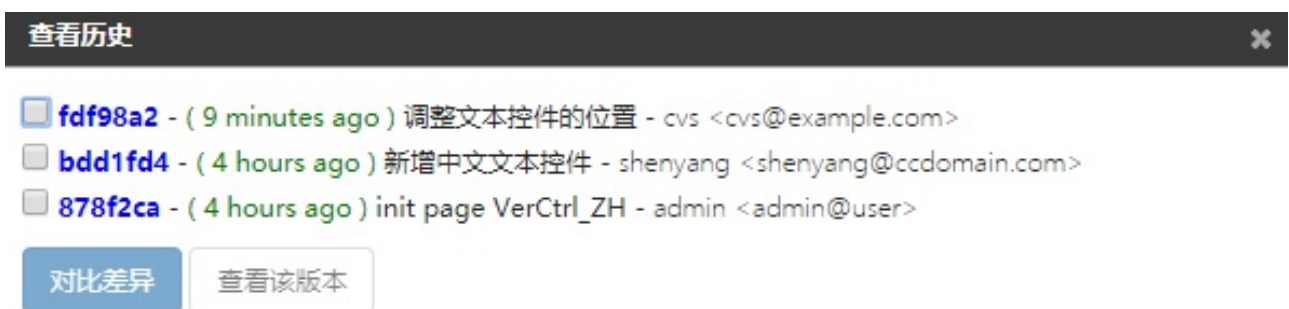 查看历史
fdf98a2 - ( 9 minutes ago ) 调整文本控件的位置 - cvs <cvs@example.com>
bdd1fd4 - ( 4 hours ago ) 新增中文文本控件 - shenyang <shenyang@ccdomain.com>
878f2ca - ( 4 hours ago ) init page VerCtrl_ZH - admin <admin@user>
对比差异 查看该版本